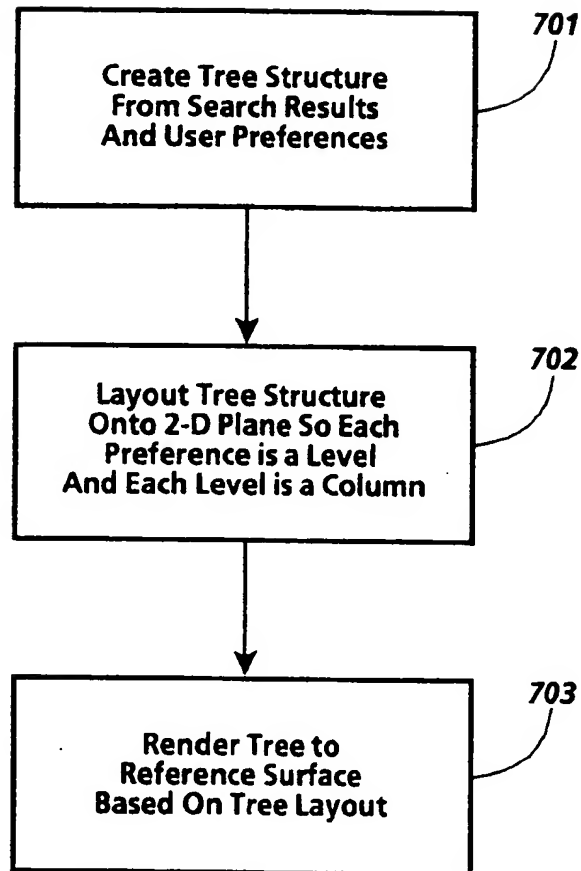 701
Create Tree Structure
From Search Results
And User Preferences
702
Layout Tree Structure
Onto 2-D Plane So Each
Preference is a Level
And Each Level is a Column
703
Render Tree to
Reference Surface
Based On Tree Layout